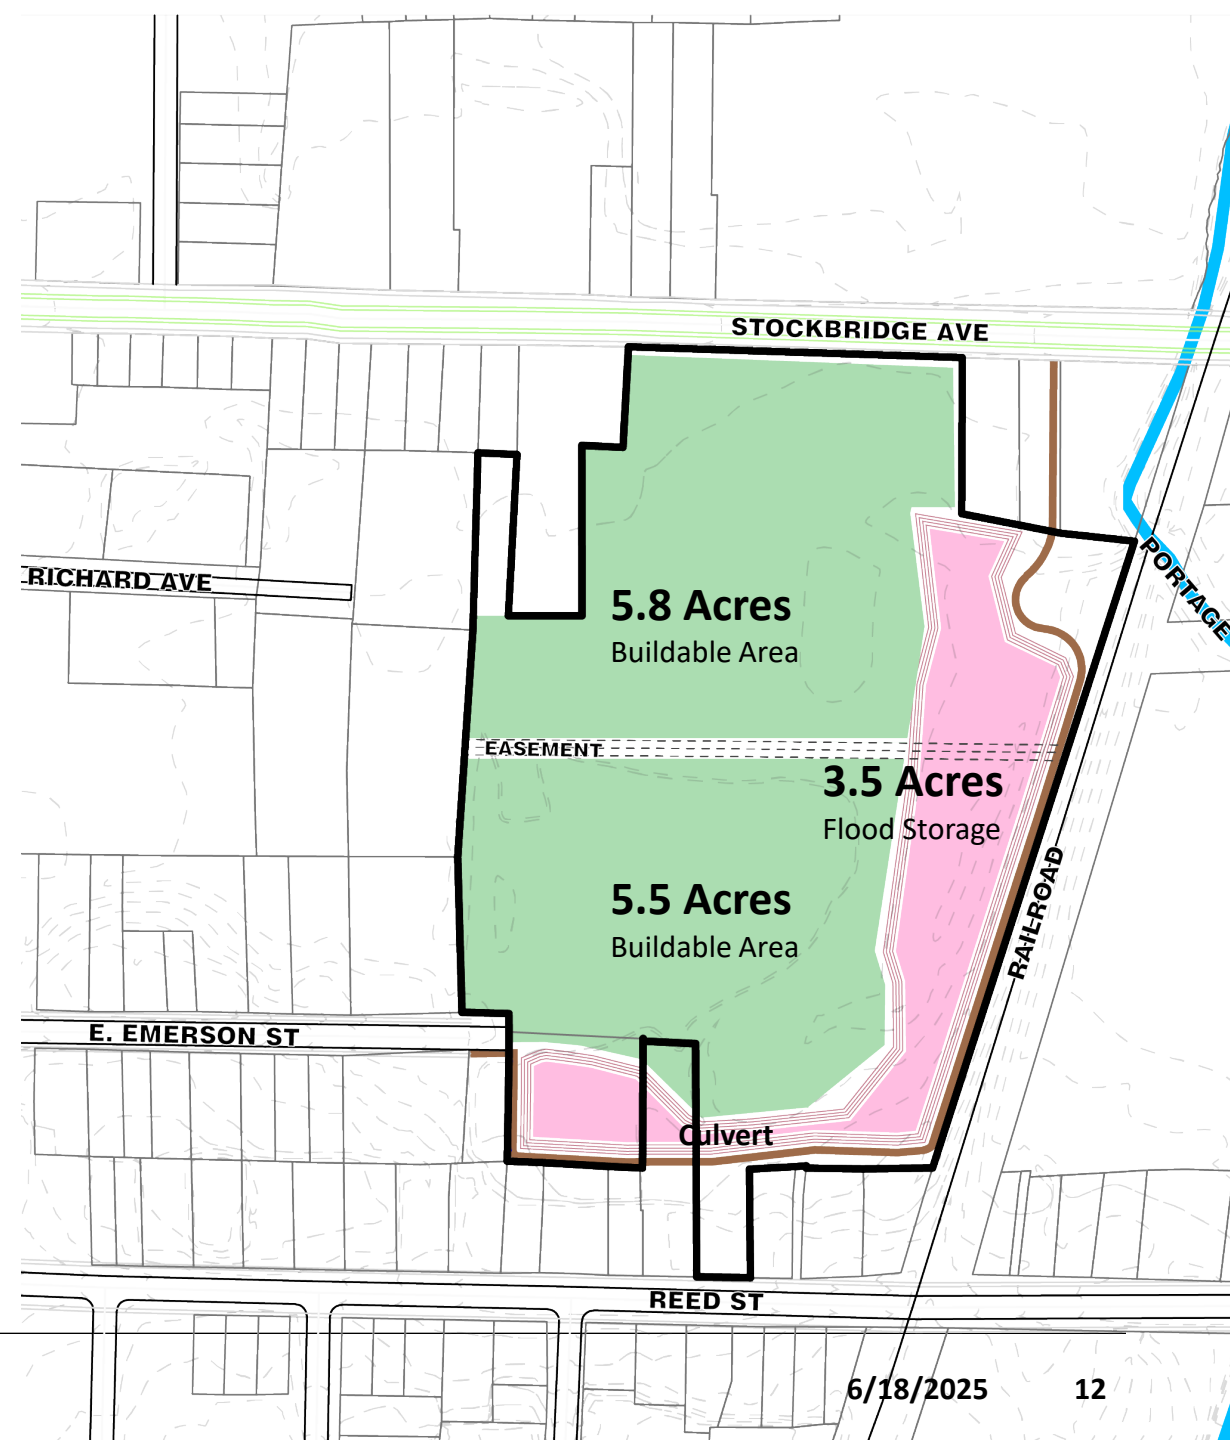 STOCKBRIDGE AVE
PORTAGE
RICHARD AVE
5.8 Acres
Buildable Area
EASEMENT
3.5 Acres
Flood Storage
RAILROAD
5.5 Acres
Buildable Area
E. EMERSON ST
Culvert
REED ST
6/18/2025
12